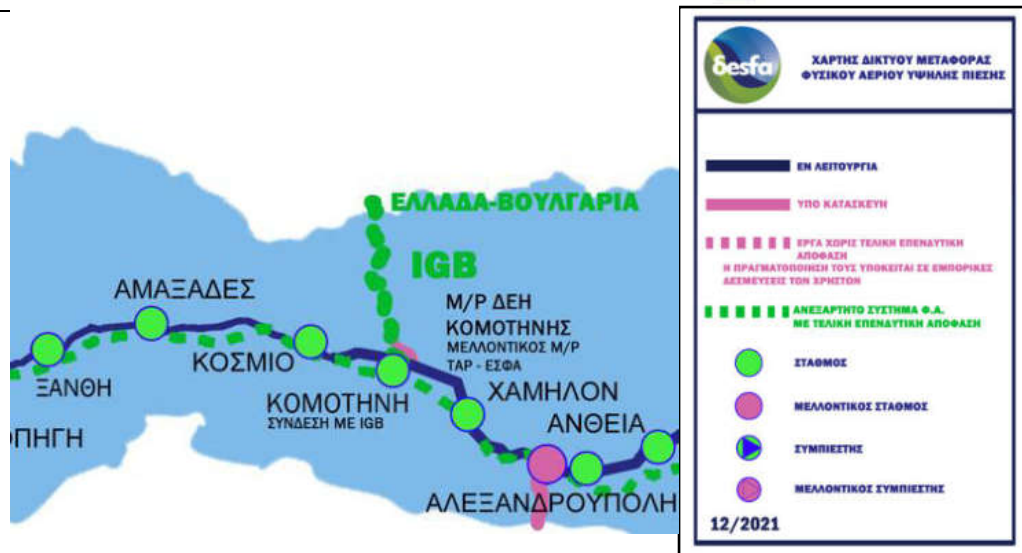 ΕΛΛΑΔΑ-ΒΟΥΛΓΑΡΙΑ
IGB
ΑΜΑΞΑΔΕΣ
Μ/Ρ ΔΕΗ
ΚΟΜΟΤΗΝΗΣ
ΜΕΛΛΟΝΤΙΚΟΣ Μ/Ρ
TAP - ΕΣΦΑ
ΚΟΣΜΙΟ
ΞΑΝΘΗ
ΚΟΜΟΤΗΝΗ
ΣΥΝΔΕΣΗ ΜΕ IGB
ΧΑΜΗΛΟΝ
ΑΝΘΕΙΑ
ΟΠΗΓΗ
ΑΛΕΞΑΝΔΡΟΥΠΟΛΗ
desfa
ΧΑΡΤΗΣ ΔΙΚΤΥΟΥ ΜΕΤΑΦΟΡΑΣ
ΦΥΣΙΚΟΥ ΑΕΡΙΟΥ ΥΨΗΛΗΣ ΠΙΕΣΗΣ
ΕΝ ΛΕΙΤΟΥΡΓΙΑ
ΥΠΟ ΚΑΤΑΣΚΕΥΗ
ΕΡΓΑ ΧΩΡΙΣ ΤΕΛΙΚΗ ΕΠΕΝΔΥΤΙΚΗ
ΑΠΟΦΑΣΗ
Η ΠΡΑΓΜΑΤΟΠΟΙΗΣΗ ΤΟΥΣ ΥΠΟΚΕΙΤΑΙ ΣΕ ΕΜΠΟΡΙΚΕΣ
ΔΕΣΜΕΥΣΕΙΣ ΤΩΝ ΧΡΗΣΤΩΝ
ΑΝΕΞΑΡΤΗΤΟ ΣΥΣΤΗΜΑ Φ.Α.
ΜΕ ΤΕΛΙΚΗ ΕΠΕΝΔΥΤΙΚΗ ΑΠΟΦΑΣΗ
ΣΤΑΘΜΟΣ
ΜΕΛΛΟΝΤΙΚΟΣ ΣΤΑΘΜΟΣ
ΣΥΜΠΙΕΣΤΗΣ
ΜΕΛΛΟΝΤΙΚΟΣ ΣΥΜΠΙΕΣΤΗΣ
12/2021